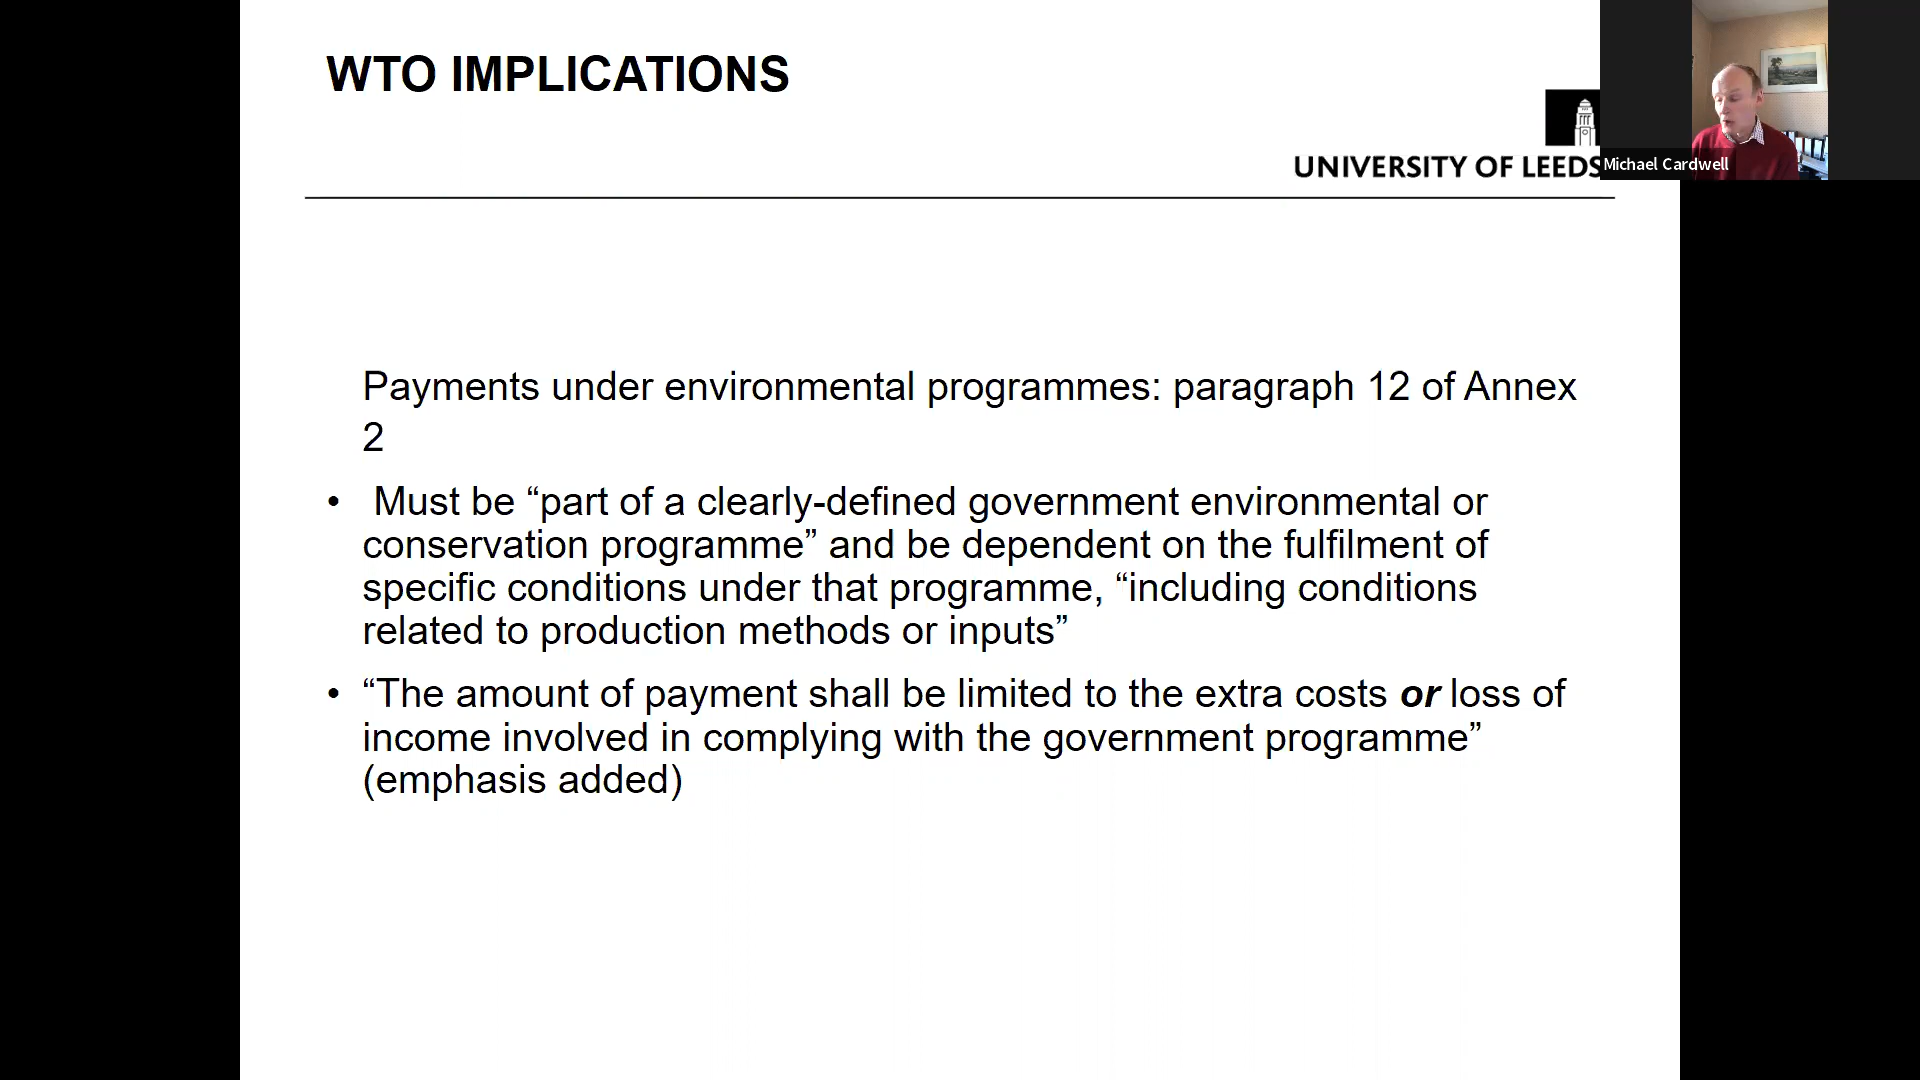 WTO IMPLICATIONS
UNIVERSITY OF LEEDS
Michael Cardwell
Payments under environmental programmes: paragraph 12 of Annex
2
• Must be “part of a clearly-defined government environmental or
conservation programme” and be dependent on the fulfilment of
specific conditions under that programme, “including conditions
related to production methods or inputs”
• “The amount of payment shall be limited to the extra costs or loss of
income involved in complying with the government programme”
(emphasis added)